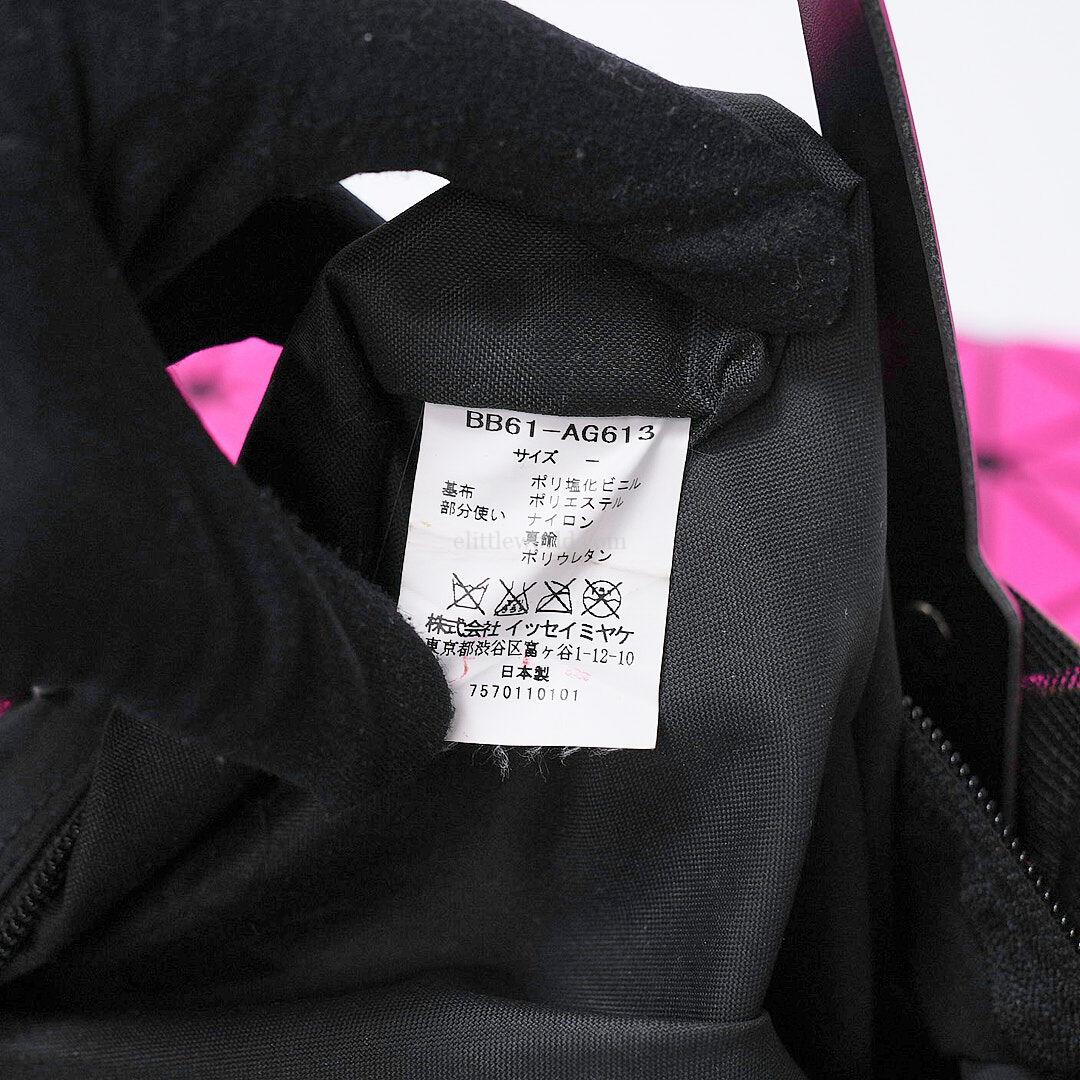 BB61-AG613
サイズ －
ポリ塩化ビニル
基布 ポリエステル
部分使い ナイロン
真鍮
elittleworld.com
ポリウレタン
株式会社 イッセイミヤケ
東京都渋谷区富ヶ谷1-12-10
日本製
7570110101